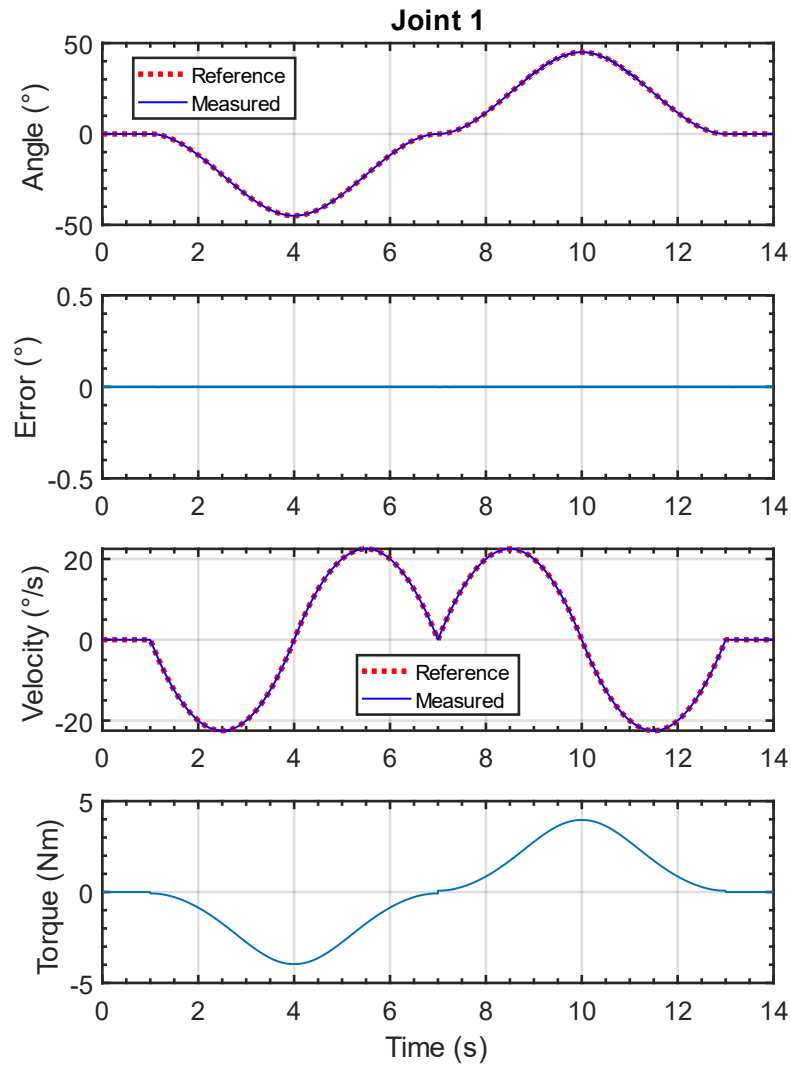 Joint 1
Angle (°)
50
0
-50
Reference
Measured
0 2 4 6 8 10 12 14
Error (°)
0.5
0
-0.5
0 2 4 6 8 10 12 14
Velocity (°/s)
20
0
-20
Reference
Measured
0 2 4 6 8 10 12 14
Torque (Nm)
5
0
-5
0 2 4 6 8 10 12 14
Time (s)